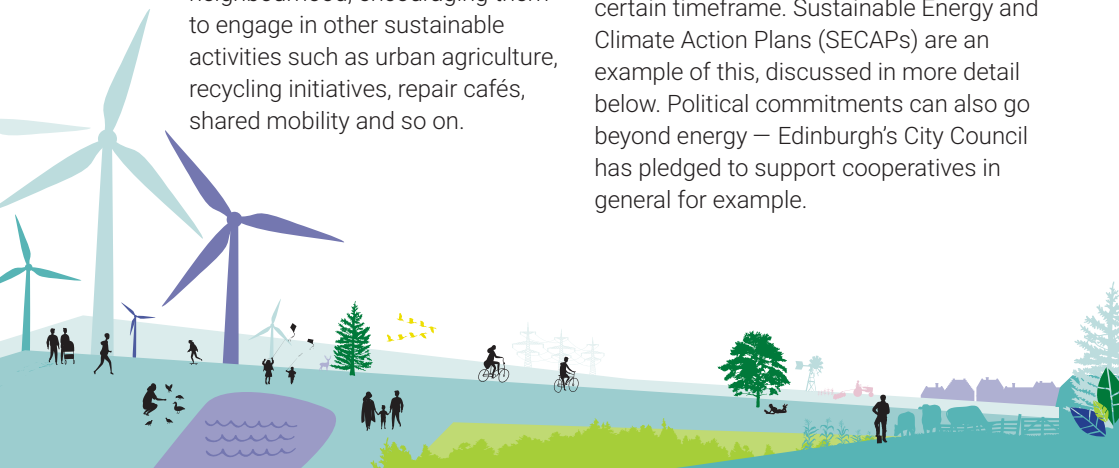 neighbourhood, encouraging them
to engage in other sustainable
activities such as urban agriculture,
recycling initiatives, repair cafés,
shared mobility and so on.
certain timeframe. Sustainable Energy and
Climate Action Plans (SECAPs) are an
example of this, discussed in more detail
below. Political commitments can also go
beyond energy — Edinburgh’s City Council
has pledged to support cooperatives in
general for example.